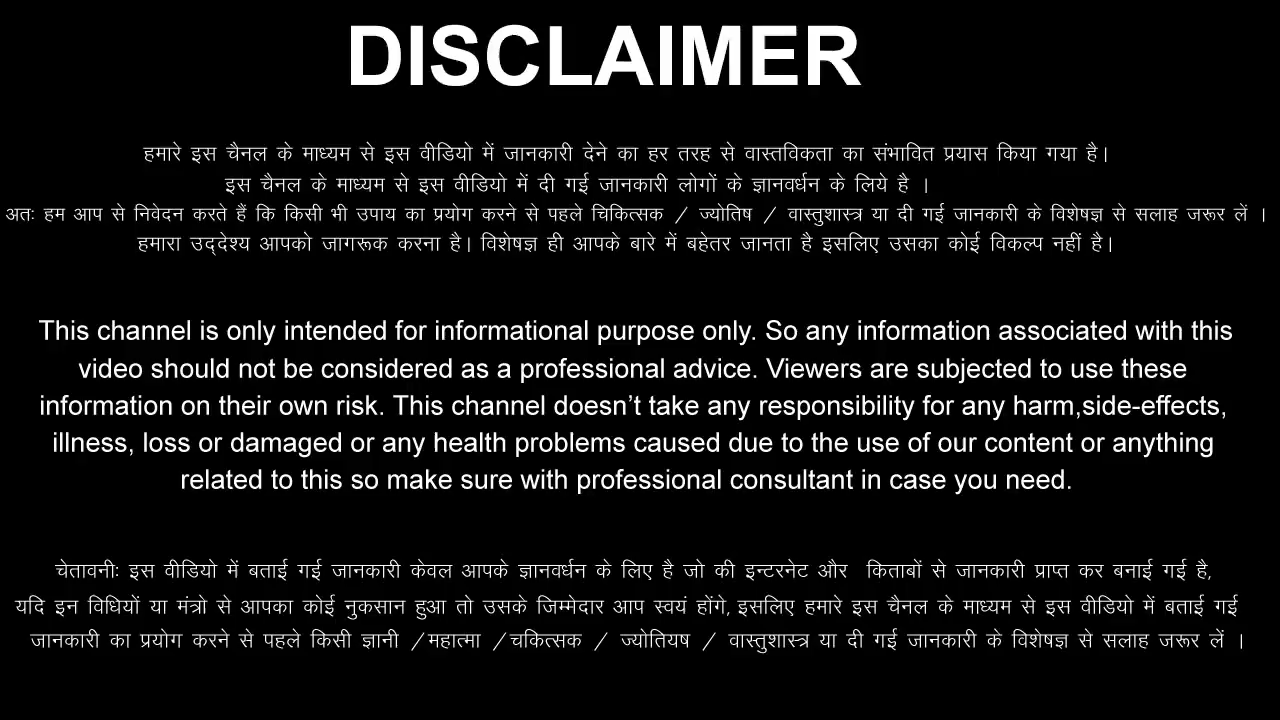 DISCLAIMER
हमारे इस चैनल के माध्यम से इस वीडियो में जानकारी देने का हर तरह से वास्तविकता का संभावित प्रयास किया गया है।
इस चैनल के माध्यम से इस वीडियो में दी गई जानकारी लोगों के ज्ञानवर्धन के लिये है ।
अतः हम आप से निवेदन करते हैं कि किसी भी उपाय का प्रयोग करने से पहले चिकित्सक / ज्योतिष / वास्तुशास्त्र या दी गई जानकारी के विशेषज्ञ से सलाह जरूर लें ।
हमारा उद्देश्य आपको जागरूक करना है। विशेषज्ञ ही आपके बारे में बहेतर जानता है इसलिए उसका कोई विकल्प नहीं है।
This channel is only intended for informational purpose only. So any information associated with this
video should not be considered as a professional advice. Viewers are subjected to use these
information on their own risk. This channel doesn’t take any responsibility for any harm,side-effects,
illness, loss or damaged or any health problems caused due to the use of our content or anything
related to this so make sure with professional consultant in case you need.
चेतावनीः इस वीडियो में बताई गई जानकारी केवल आपके ज्ञानवर्धन के लिए है जो की इन्टरनेट और किताबों से जानकारी प्राप्त कर बनाई गई है,
यदि इन विधियों या मंत्रो से आपका कोई नुकसान हुआ तो उसके जिम्मेदार आप स्वयं होंगे, इसलिए हमारे इस चैनल के माध्यम से इस वीडियो में बताई गई
जानकारी का प्रयोग करने से पहले किसी ज्ञानी /महात्मा /चकित्सक / ज्योतियष / वास्तुशास्त्र या दी गई जानकारी के विशेषज्ञ से सलाह जरूर लें ।